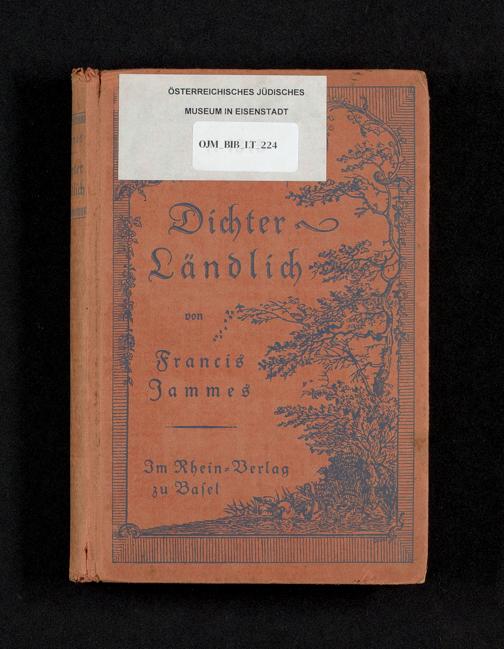 ÖSTERREICHISCHES JÜDISCHES
MUSEUM IN EISENSTADT
OJM_BIB_LT_224
Dichter
Ländlich
von
Francis
Jammes
Im Rhein-Verlag
zu Basel